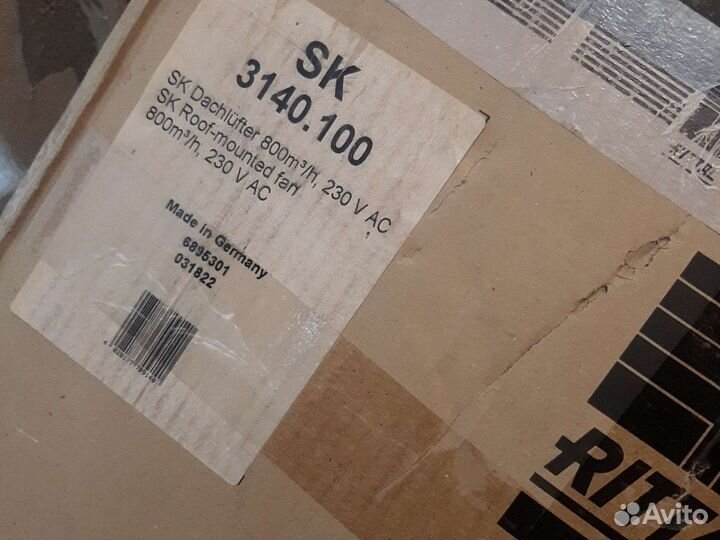 SK
3140.100
SK Dachlüfter 800m³/h, 230 V AC
SK Roof-mounted fan
800m³/h, 230 V AC
Made in Germany
6895301
031822
Avito